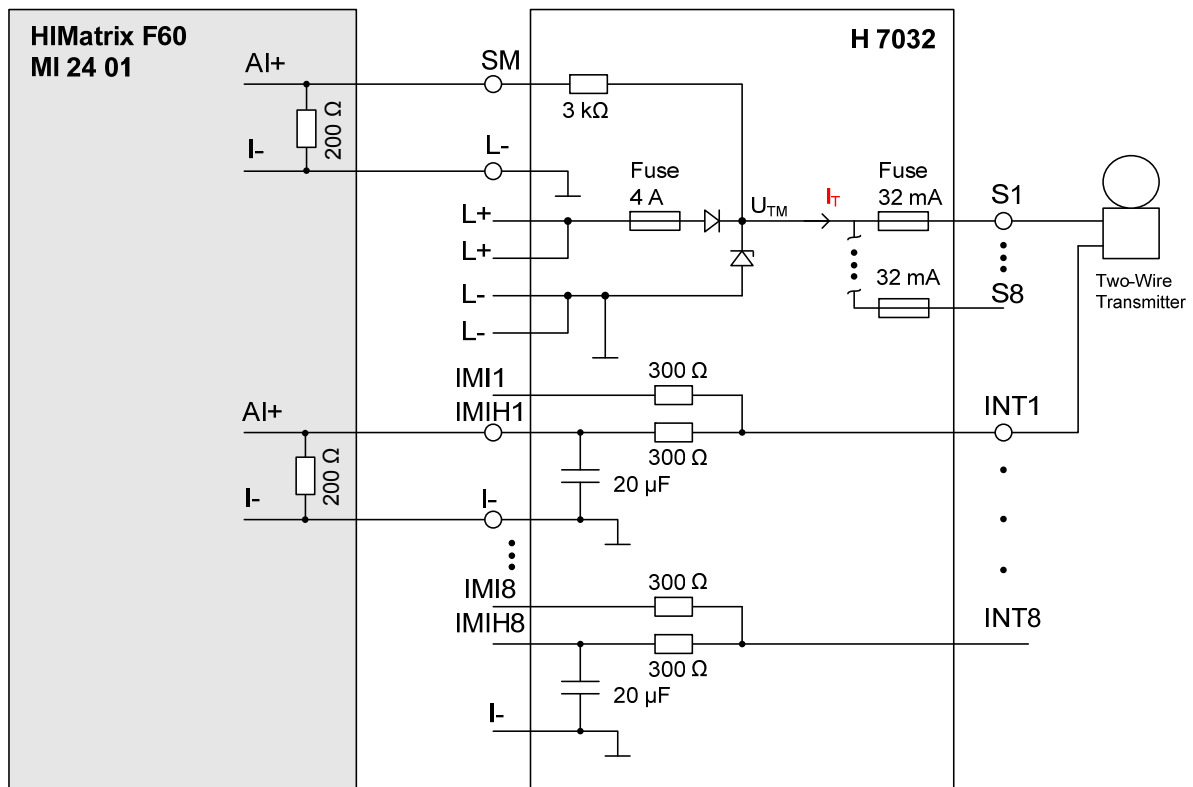 HIMatrix F60
MI 24 01
H 7032
AI+
SM
3 kΩ
200 Ω
I-
L-
Fuse
4 A
Fuse
32 mA
L+
U_TM
I_T
S1
L+
32 mA
L-
S8
Two-Wire
Transmitter
L-
300 Ω
IMI1
AI+
IMIH1
INT1
300 Ω
200 Ω
20 µF
I-
I-
300 Ω
IMI8
IMIH8
INT8
300 Ω
20 µF
I-